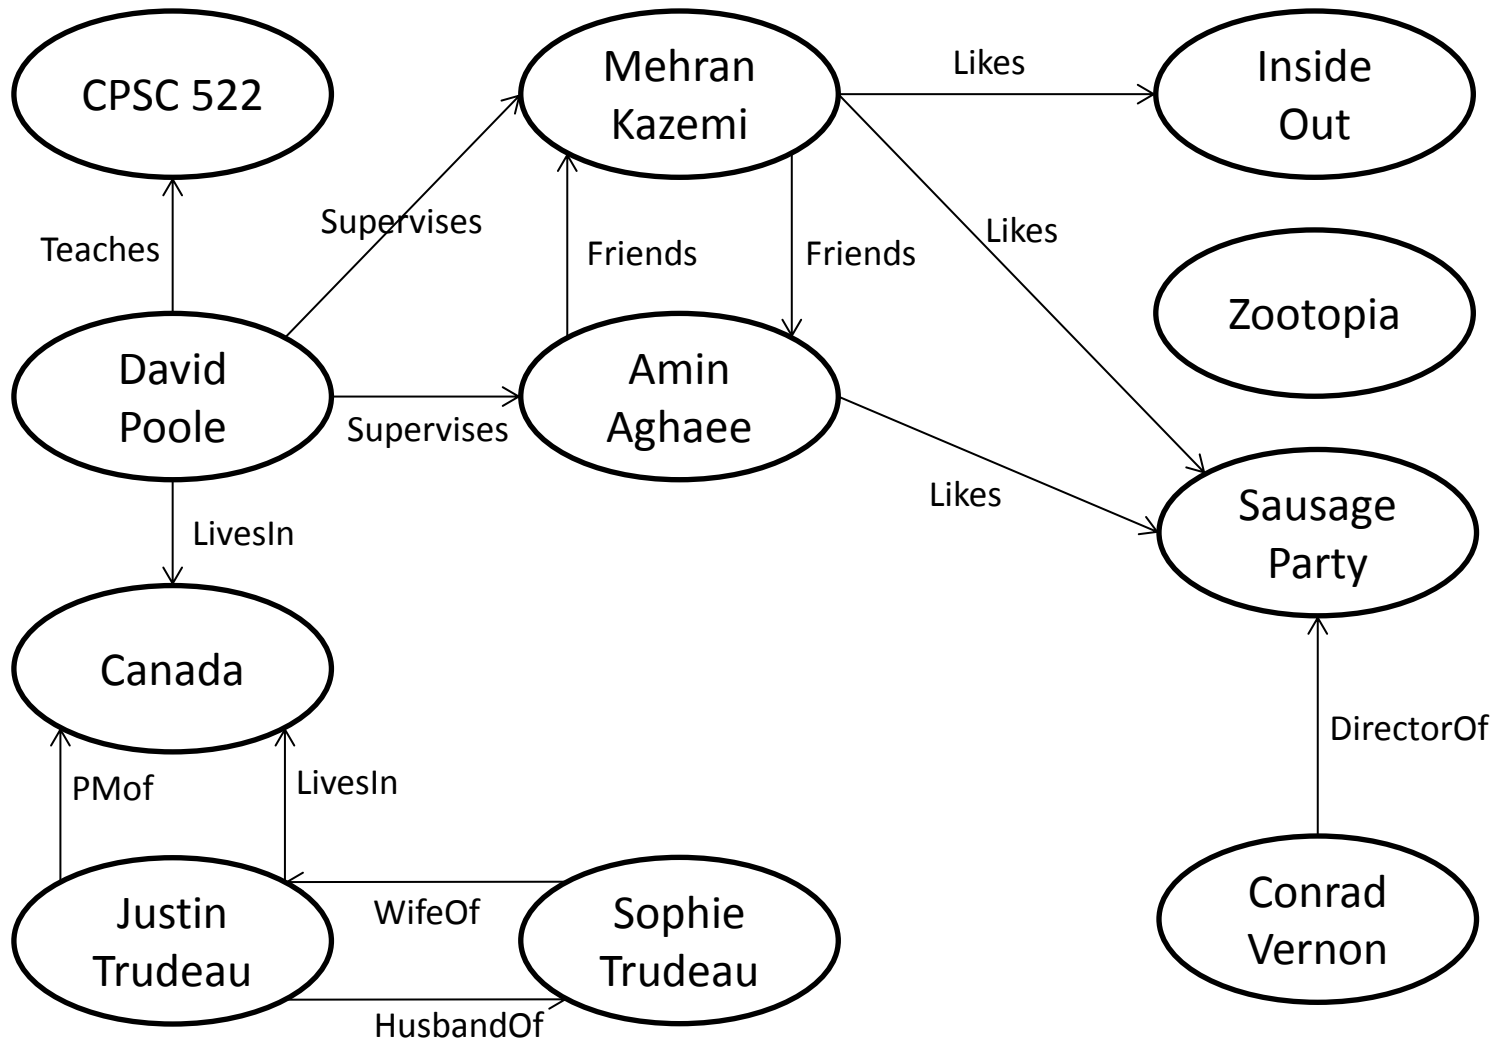 CPSC 522
Mehran
Kazemi
Likes
Inside
Out
Supervises
Teaches
Friends
Friends
Likes
Zootopia
David
Poole
Supervises
Amin
Aghaee
Likes
Sausage
Party
LivesIn
Canada
PMof
LivesIn
DirectorOf
Justin
Trudeau
WifeOf
HusbandOf
Sophie
Trudeau
Conrad
Vernon